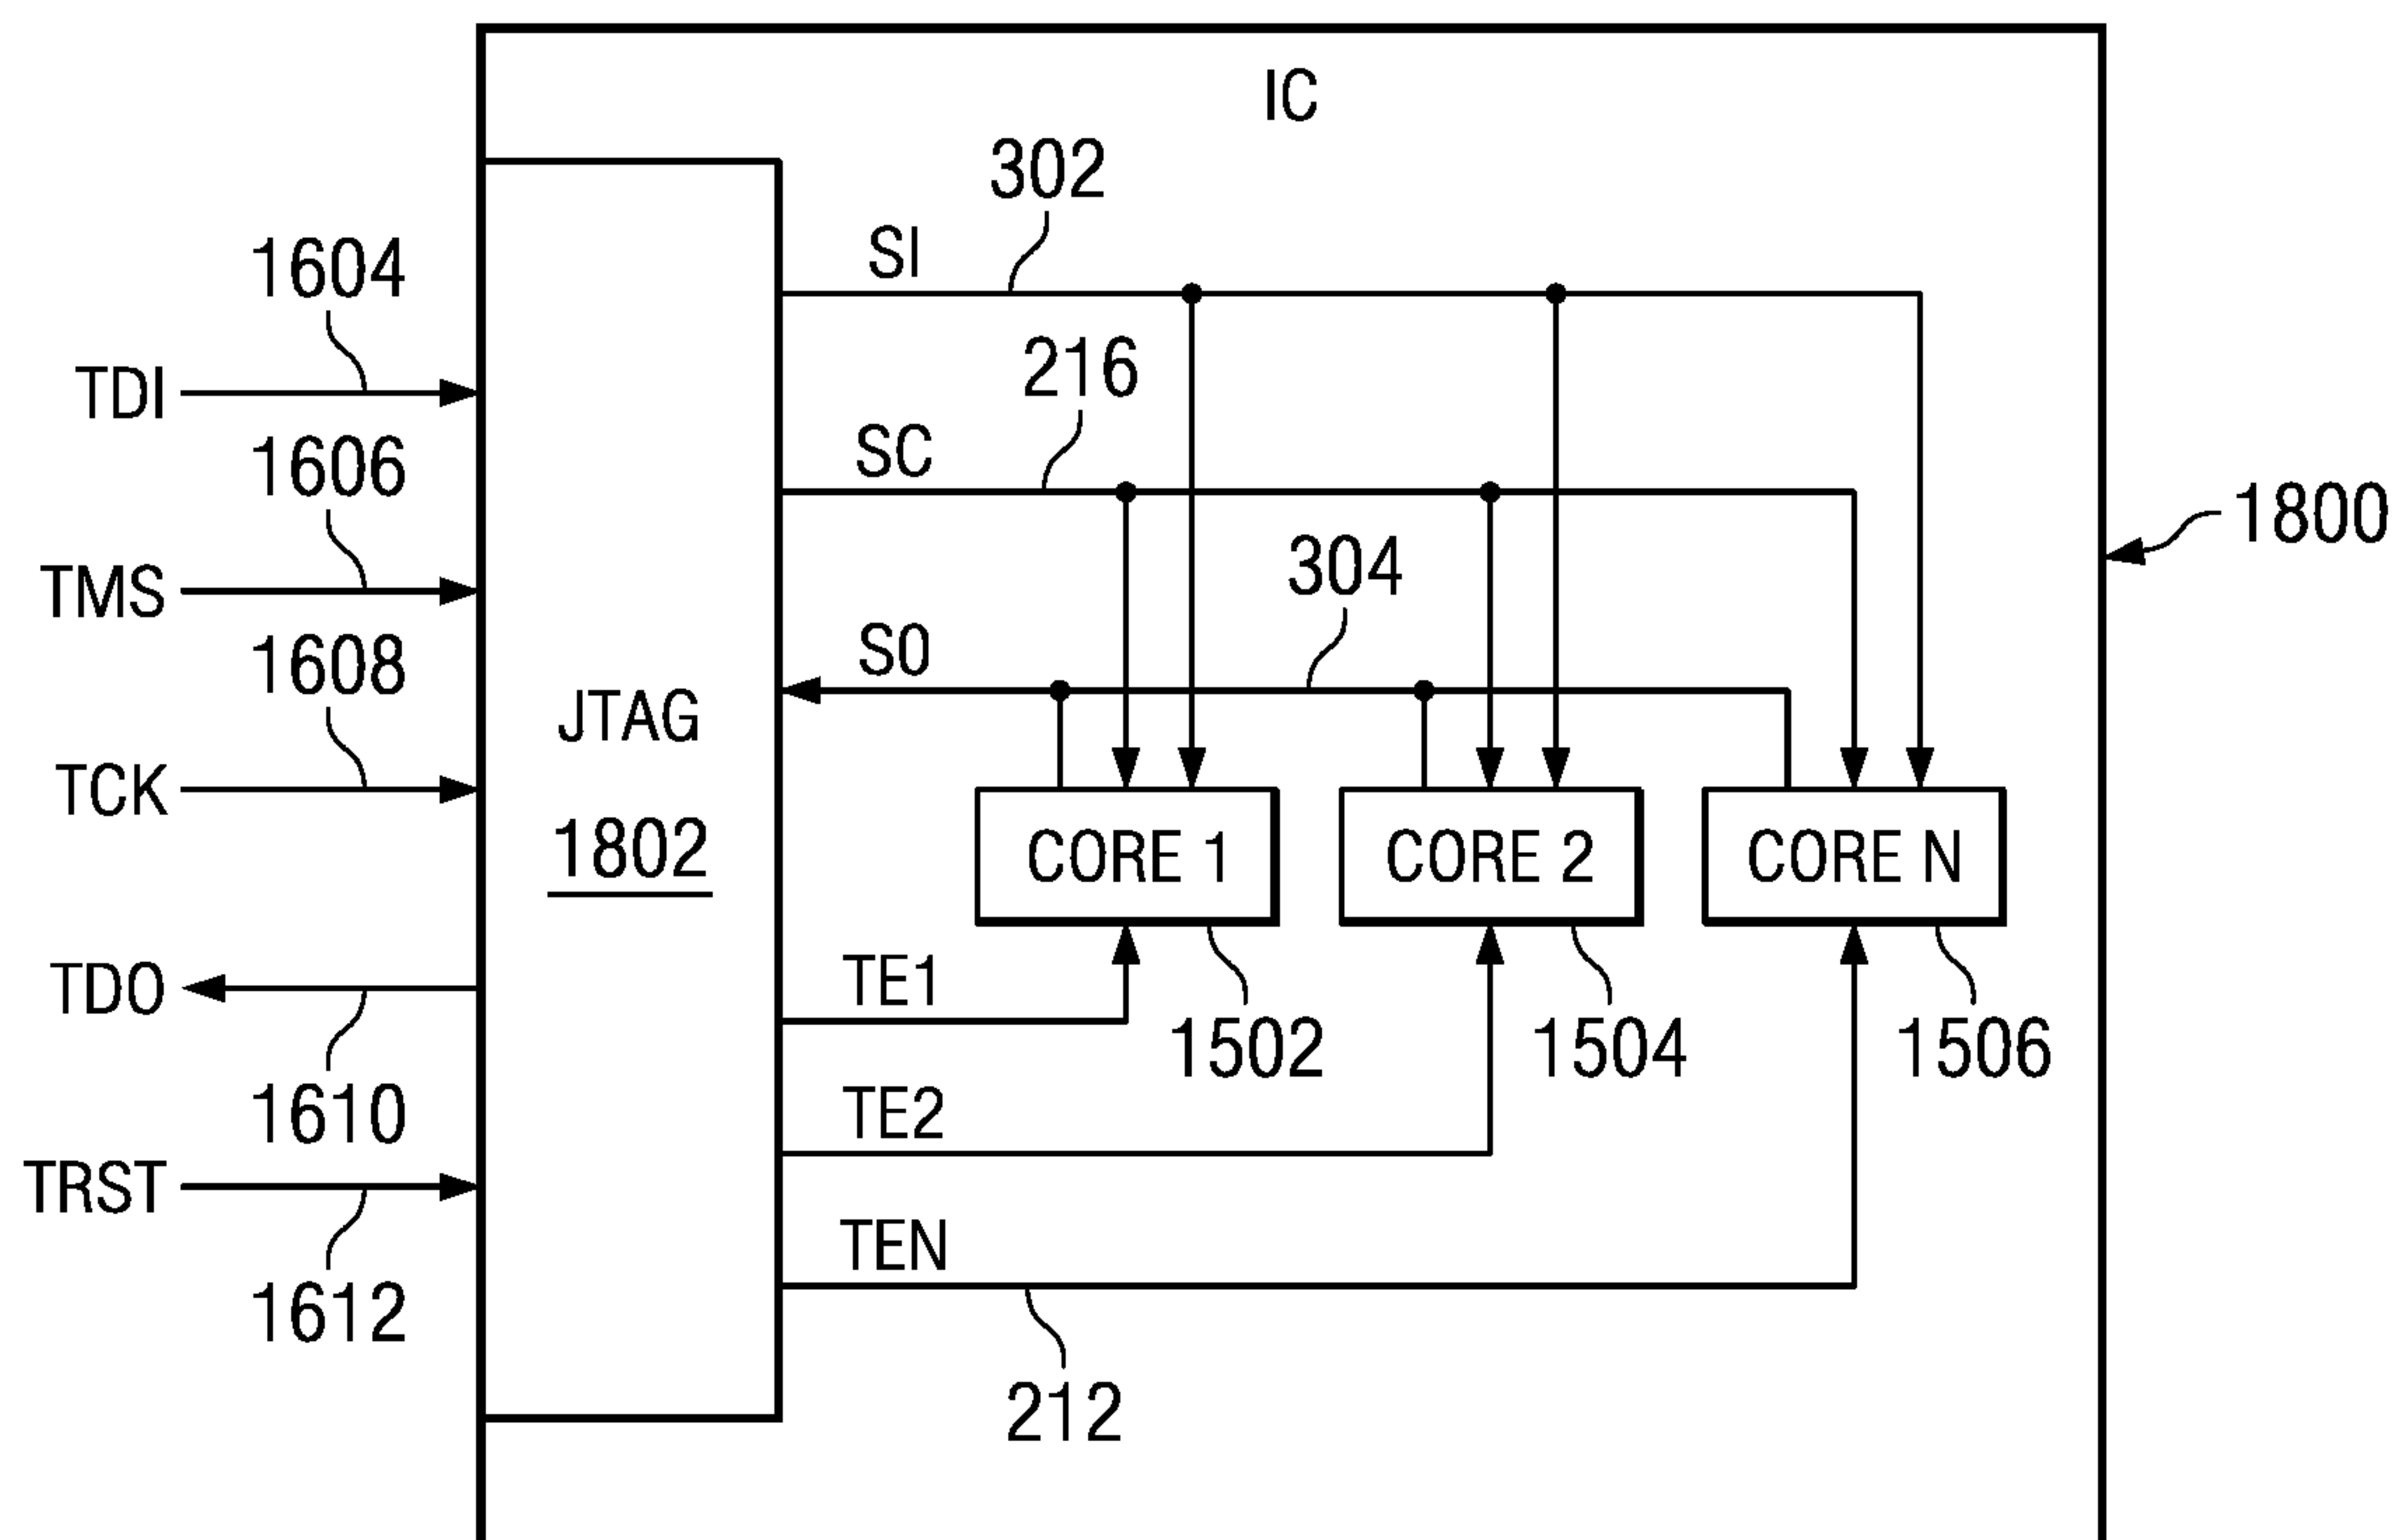 IC
302
SI
1604
TDI
216
SC
1606
1800
TMS
304
SO
1608
JTAG
TCK
1802
CORE 1
CORE 2
CORE N
TDO
TE1
1502
1504
1506
1610
TE2
TRST
TEN
1612
212